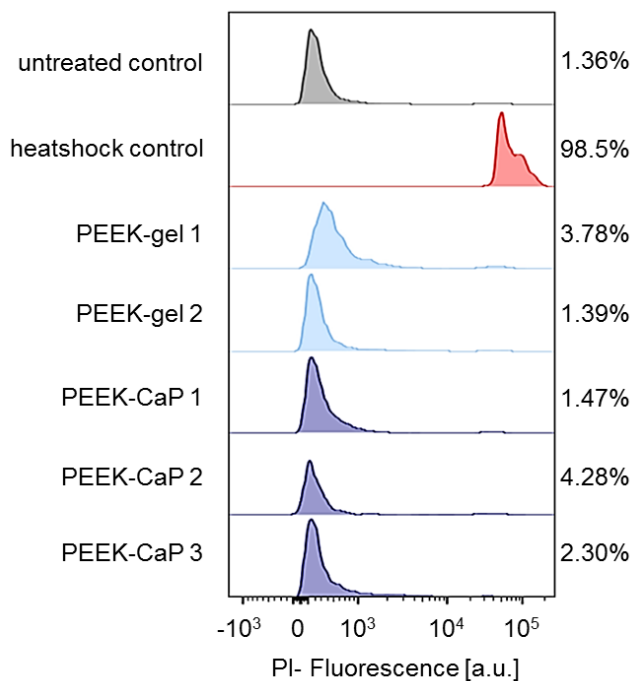 untreated control 1.36%
heatshock control 98.5%
PEEK-gel 1 3.78%
PEEK-gel 2 1.39%
PEEK-CaP 1 1.47%
PEEK-CaP 2 4.28%
PEEK-CaP 3 2.30%
-10³ 0 10³ 10⁴ 10⁵
PI- Fluorescence [a.u.]